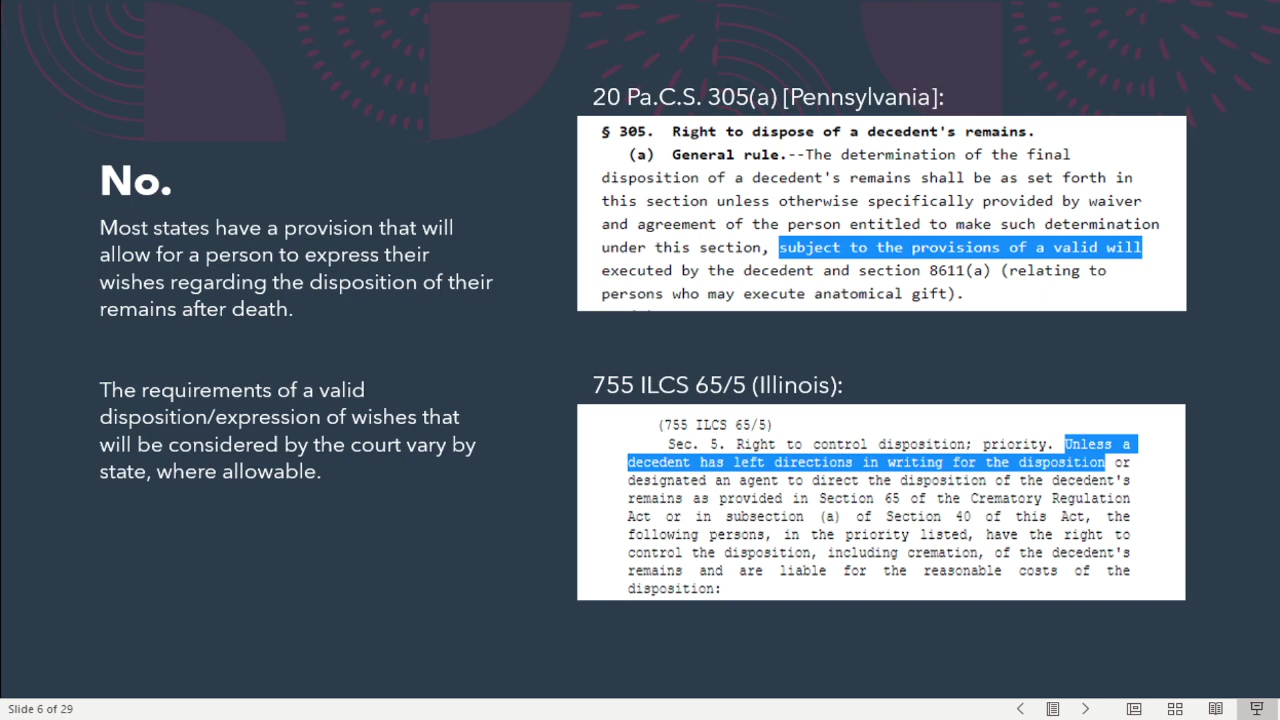 No.
Most states have a provision that will
allow for a person to express their
wishes regarding the disposition of their
remains after death.
The requirements of a valid
disposition/expression of wishes that
will be considered by the court vary by
state, where allowable.
20 Pa.C.S. 305(a) [Pennsylvania]:
§ 305. Right to dispose of a decedent's remains.
(a) General rule.--The determination of the final
disposition of a decedent's remains shall be as set forth in
this section unless otherwise specifically provided by waiver
and agreement of the person entitled to make such determination
under this section, subject to the provisions of a valid will
executed by the decedent and section 8611(a) (relating to
persons who may execute anatomical gift).
755 ILCS 65/5 (Illinois):
(755 ILCS 65/5)
Sec. 5. Right to control disposition; priority. Unless a
decedent has left directions in writing for the disposition or
designated an agent to direct the disposition of the decedent's
remains as provided in Section 65 of the Crematory Regulation
Act or in subsection (a) of Section 40 of this Act, the
following persons, in the priority listed, have the right to
control the disposition, including cremation, of the decedent's
remains and are liable for the reasonable costs of the
disposition:
Slide 6 of 29